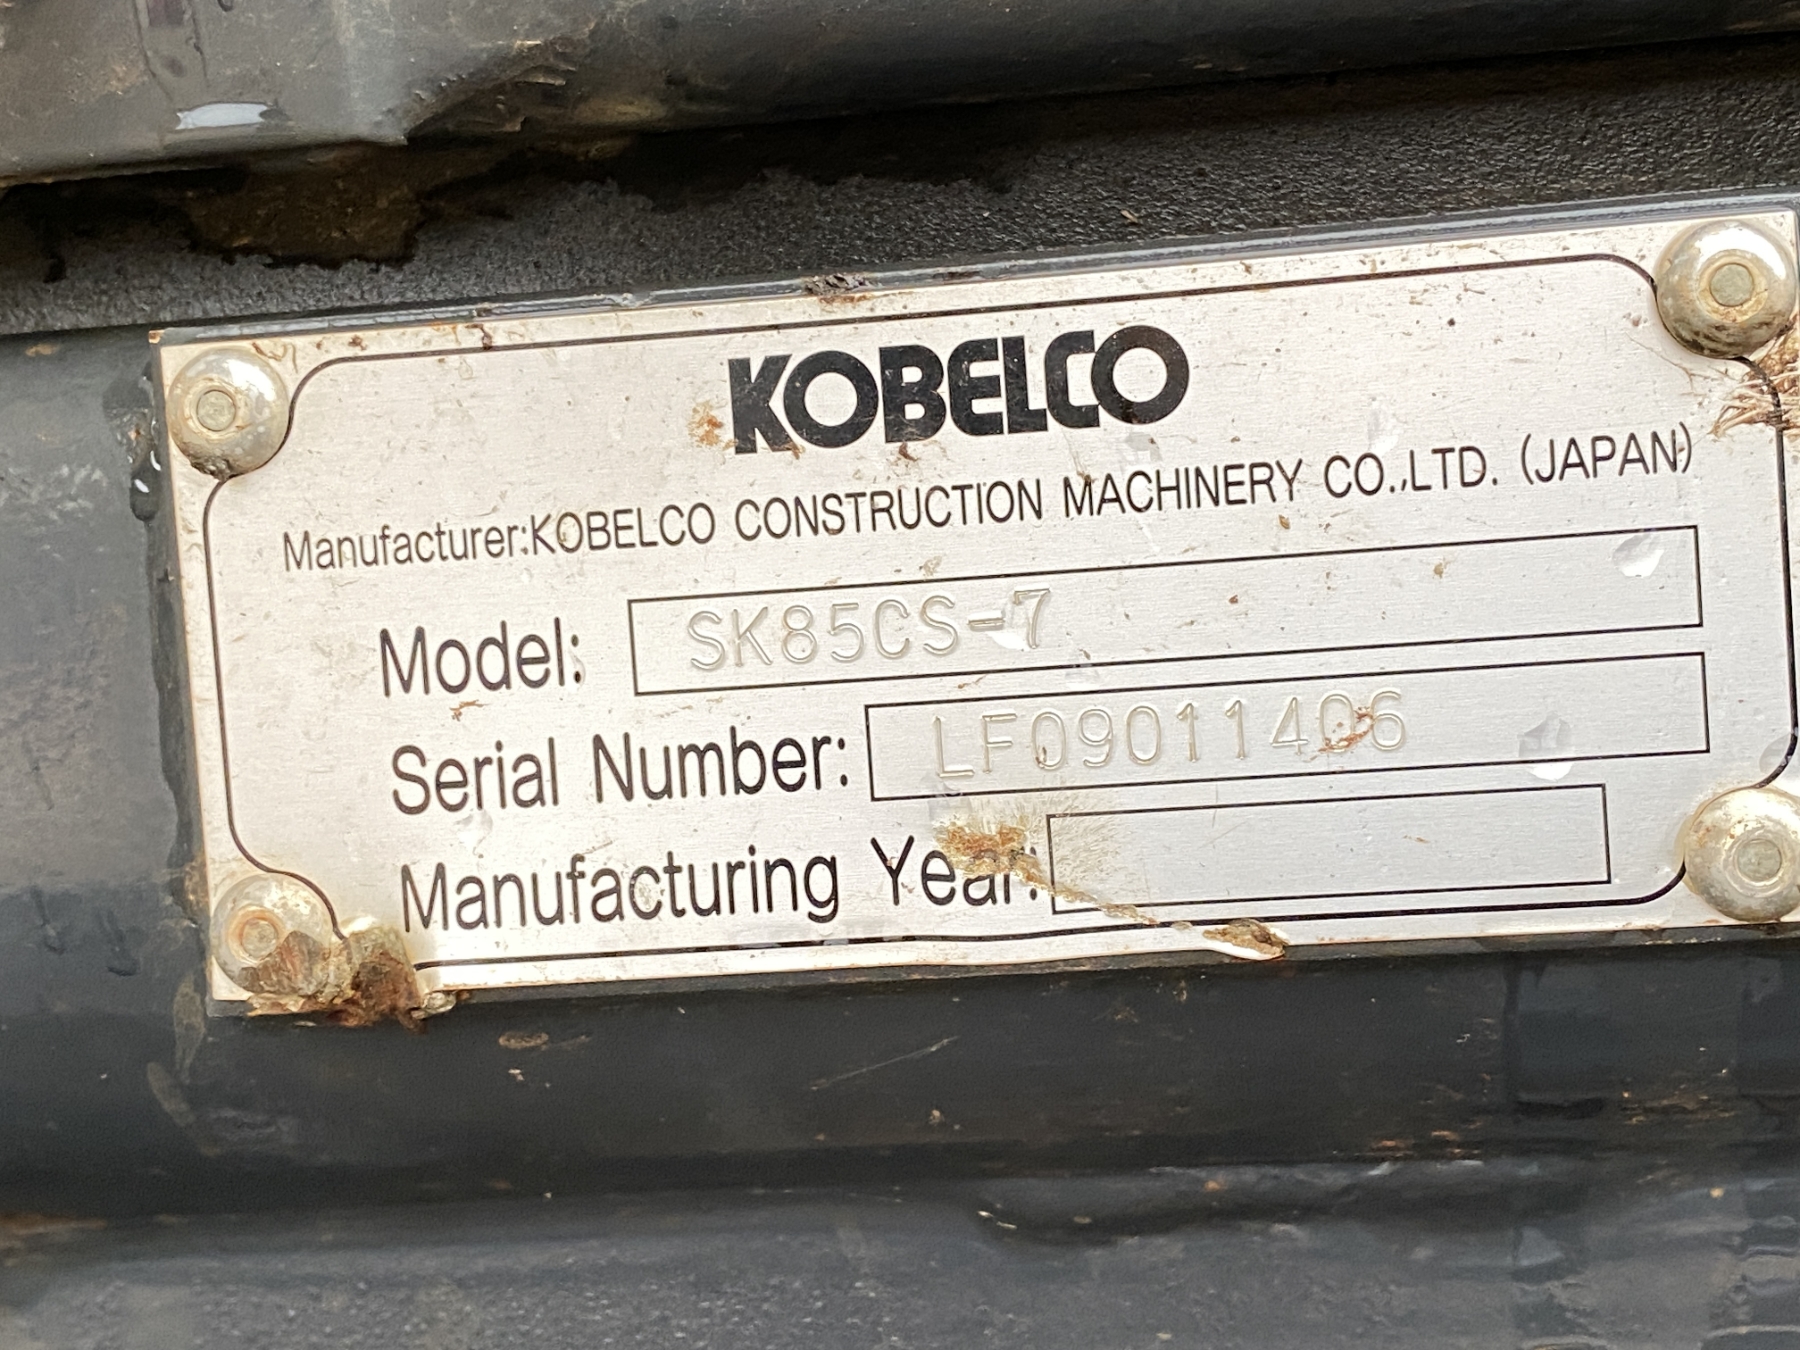 KOBELCO
Manufacturer:KOBELCO CONSTRUCTION MACHINERY CO.,LTD. (JAPAN)
Model: SK85CS-7
Serial Number: LF09011406
Manufacturing Year: